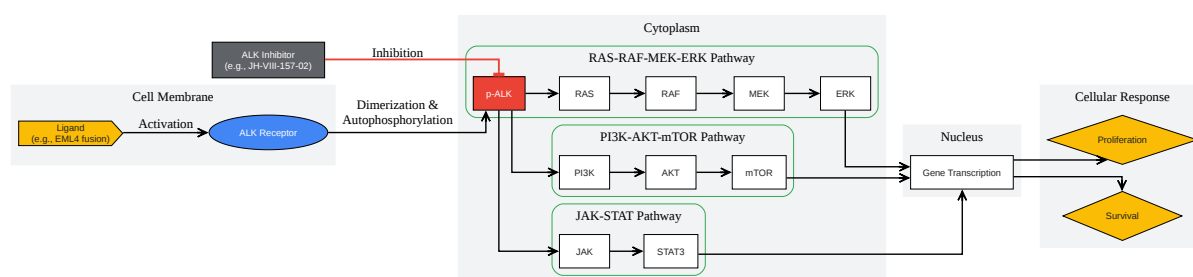 Cytoplasm
ALK Inhibitor
(e.g., JH-VIII-157-02)
Inhibition
RAS-RAF-MEK-ERK Pathway
p-ALK
RAS
RAF
MEK
ERK
Cell Membrane
Ligand
(e.g., EML4 fusion)
Activation
ALK Receptor
Dimerization &
Autophosphorylation
PI3K-AKT-mTOR Pathway
PI3K
AKT
mTOR
JAK-STAT Pathway
JAK
STAT3
Nucleus
Gene Transcription
Cellular Response
Proliferation
Survival